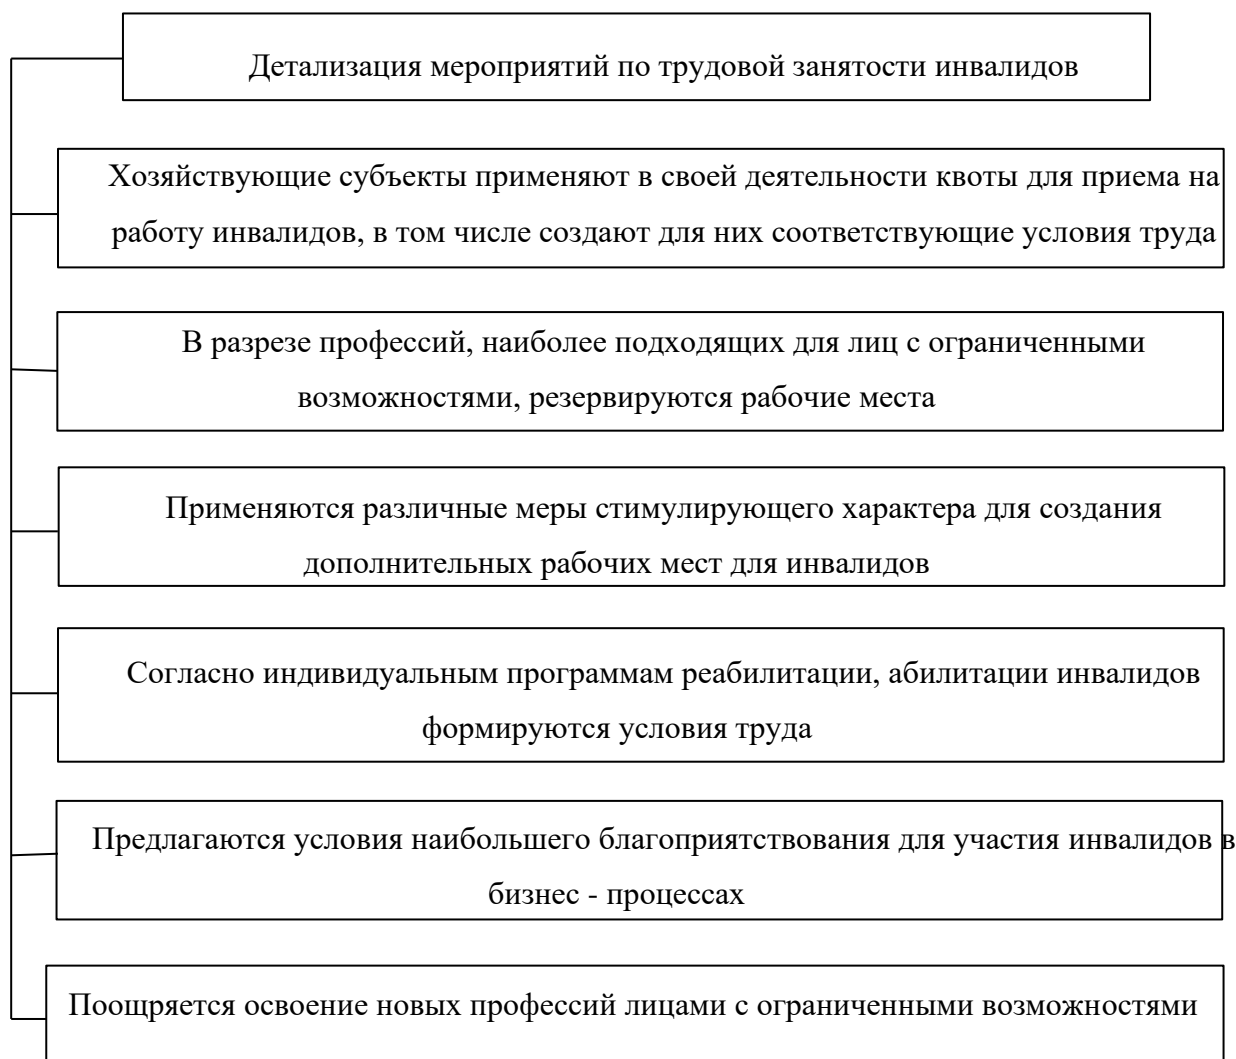 Детализация мероприятий по трудовой занятости инвалидов
Хозяйствующие субъекты применяют в своей деятельности квоты для приема на
работу инвалидов, в том числе создают для них соответствующие условия труда
В разрезе профессий, наиболее подходящих для лиц с ограниченными
возможностями, резервируются рабочие места
Применяются различные меры стимулирующего характера для создания
дополнительных рабочих мест для инвалидов
Согласно индивидуальным программам реабилитации, абилитации инвалидов
формируются условия труда
Предлагаются условия наибольшего благоприятствования для участия инвалидов в
бизнес - процессах
Поощряется освоение новых профессий лицами с ограниченными возможностями